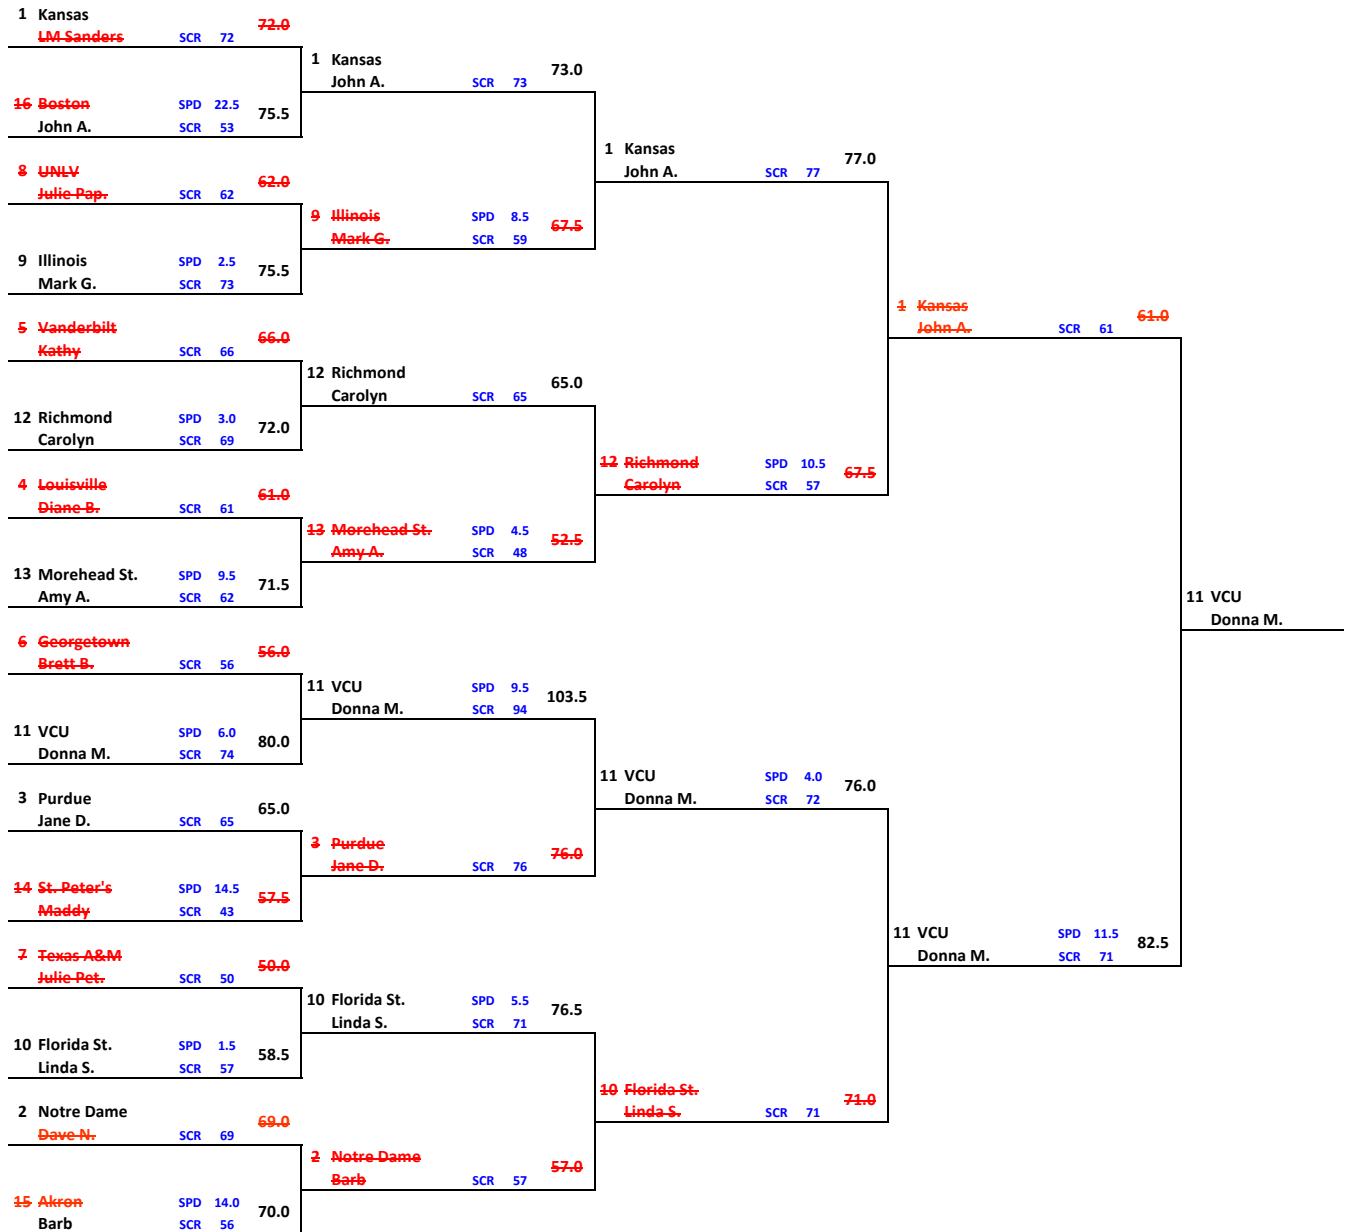 1 Kansas 72.0
LM Sanders SCR 72
16 Boston SPD 22.5 75.5
John A. SCR 53
8 UNLV 62.0
Julie Pap. SCR 62
9 Illinois SPD 2.5 75.5
Mark G. SCR 73
5 Vanderbilt 66.0
Kathy SCR 66
12 Richmond SPD 3.0 72.0
Carolyn SCR 69
4 Louisville 61.0
Diane B. SCR 61
13 Morehead St. SPD 9.5 71.5
Amy A. SCR 62
6 Georgetown 56.0
Brett B. SCR 56
11 VCU SPD 6.0 80.0
Donna M. SCR 74
3 Purdue 65.0
Jane D. SCR 65
14 St. Peter's SPD 14.5 57.5
Maddy SCR 43
7 Texas A&M 50.0
Julie Pet. SCR 50
10 Florida St. SPD 1.5 58.5
Linda S. SCR 57
2 Notre Dame 69.0
Dave N. SCR 69
15 Akron SPD 14.0 70.0
Barb SCR 56
1 Kansas 73.0
John A. SCR 73
9 Illinois SPD 8.5 67.5
Mark G. SCR 59
12 Richmond 65.0
Carolyn SCR 65
13 Morehead St. SPD 4.5 52.5
Amy A. SCR 48
11 VCU SPD 9.5 103.5
Donna M. SCR 94
3 Purdue 76.0
Jane D. SCR 76
10 Florida St. SPD 5.5 76.5
Linda S. SCR 71
2 Notre Dame 57.0
Barb SCR 57
1 Kansas 77.0
John A. SCR 77
12 Richmond SPD 10.5 67.5
Carolyn SCR 57
11 VCU SPD 4.0 76.0
Donna M. SCR 72
10 Florida St. 71.0
Linda S. SCR 71
1 Kansas 61.0
John A. SCR 61
11 VCU SPD 11.5 82.5
Donna M. SCR 71
11 VCU
Donna M.